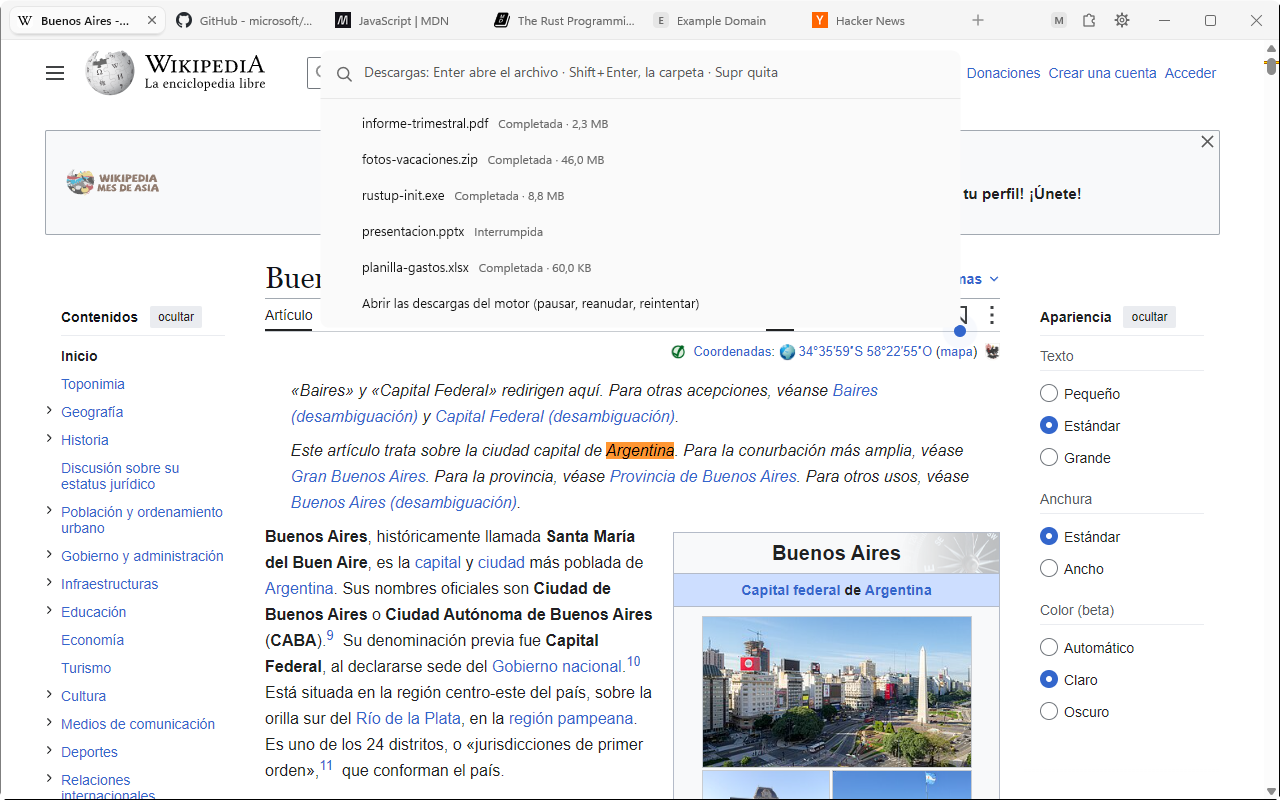 Buenos Aires -...
GitHub - microsoft/...
JavaScript | MDN
The Rust Programmi...
E Example Domain
Y Hacker News
M
WIKIPEDIA
La enciclopedia libre
Descargas: Enter abre el archivo · Shift+Enter, la carpeta · Supr quita
Donaciones Crear una cuenta Acceder
informe-trimestral.pdf Completada · 2,3 MB
fotos-vacaciones.zip Completada · 46,0 MB
rustup-init.exe Completada · 8,8 MB
presentacion.pptx Interrumpida
planilla-gastos.xlsx Completada · 60,0 KB
Abrir las descargas del motor (pausar, reanudar, reintentar)
WIKIPEDIA
MES DE ASIA
tu perfil! ¡Únete!
Artículo
Coordenadas: 34°35′59″S 58°22′55″O (mapa)
Contenidos ocultar
Inicio
Toponimia
Geografía
Historia
Discusión sobre su
estatus jurídico
Población y ordenamiento
urbano
Gobierno y administración
Infraestructuras
Educación
Economía
Turismo
Cultura
Medios de comunicación
Deportes
Relaciones
internacionales
«Baires» y «Capital Federal» redirigen aquí. Para otras acepciones, véanse Baires
(desambiguación) y Capital Federal (desambiguación).
Este artículo trata sobre la ciudad capital de Argentina. Para la conurbación más amplia, véase
Gran Buenos Aires. Para la provincia, véase Provincia de Buenos Aires. Para otros usos, véase
Buenos Aires (desambiguación).
Buenos Aires, históricamente llamada Santa María
del Buen Aire, es la capital y ciudad más poblada de
Argentina. Sus nombres oficiales son Ciudad de
Buenos Aires o Ciudad Autónoma de Buenos Aires
(CABA).9 Su denominación previa fue Capital
Federal, al declararse sede del Gobierno nacional.10
Está situada en la región centro-este del país, sobre la
orilla sur del Río de la Plata, en la región pampeana.
Es uno de los 24 distritos, o «jurisdicciones de primer
orden»,11 que conforman el país.
Buenos Aires
Capital federal de Argentina
Apariencia ocultar
Texto
Pequeño
Estándar
Grande
Anchura
Estándar
Ancho
Color (beta)
Automático
Claro
Oscuro